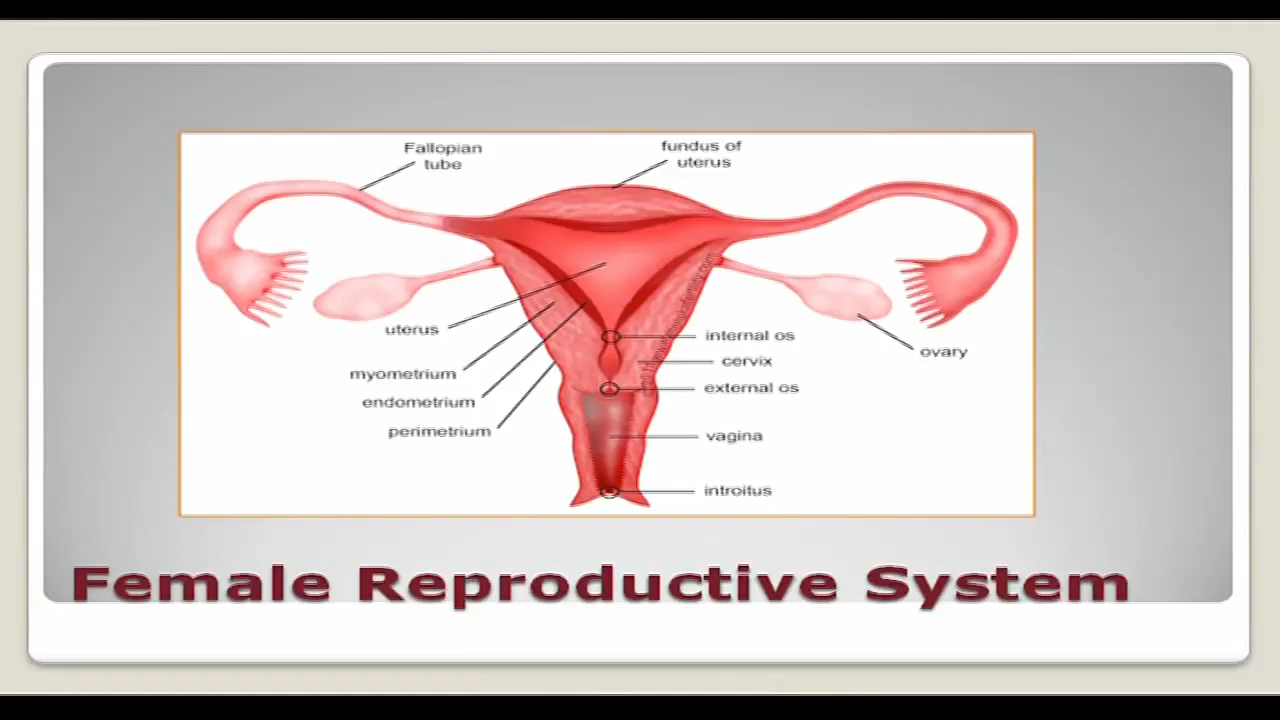 Fallopian
tube
fundus of
uterus
uterus
myometrium
endometrium
perimetrium
internal os
cervix
external os
vagina
introitus
ovary
Female Reproductive System